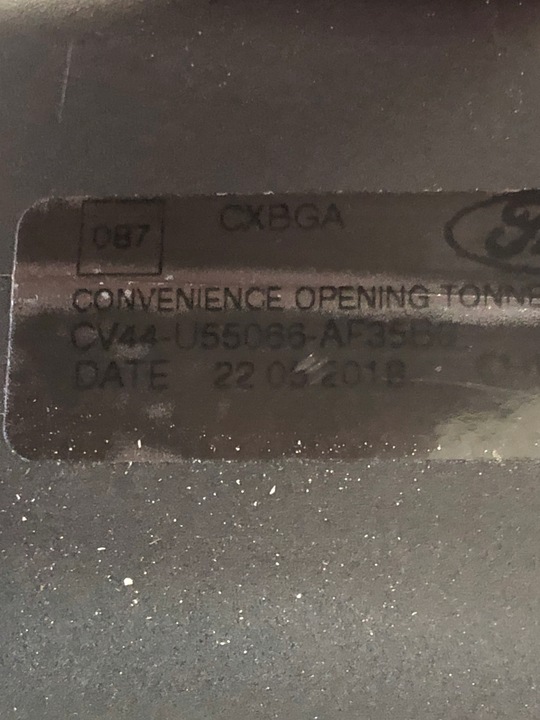 087 CXBGA
CONVENIENCE OPENING TONNE
CV44-U55066-AF35B
DATE 22 05 2018